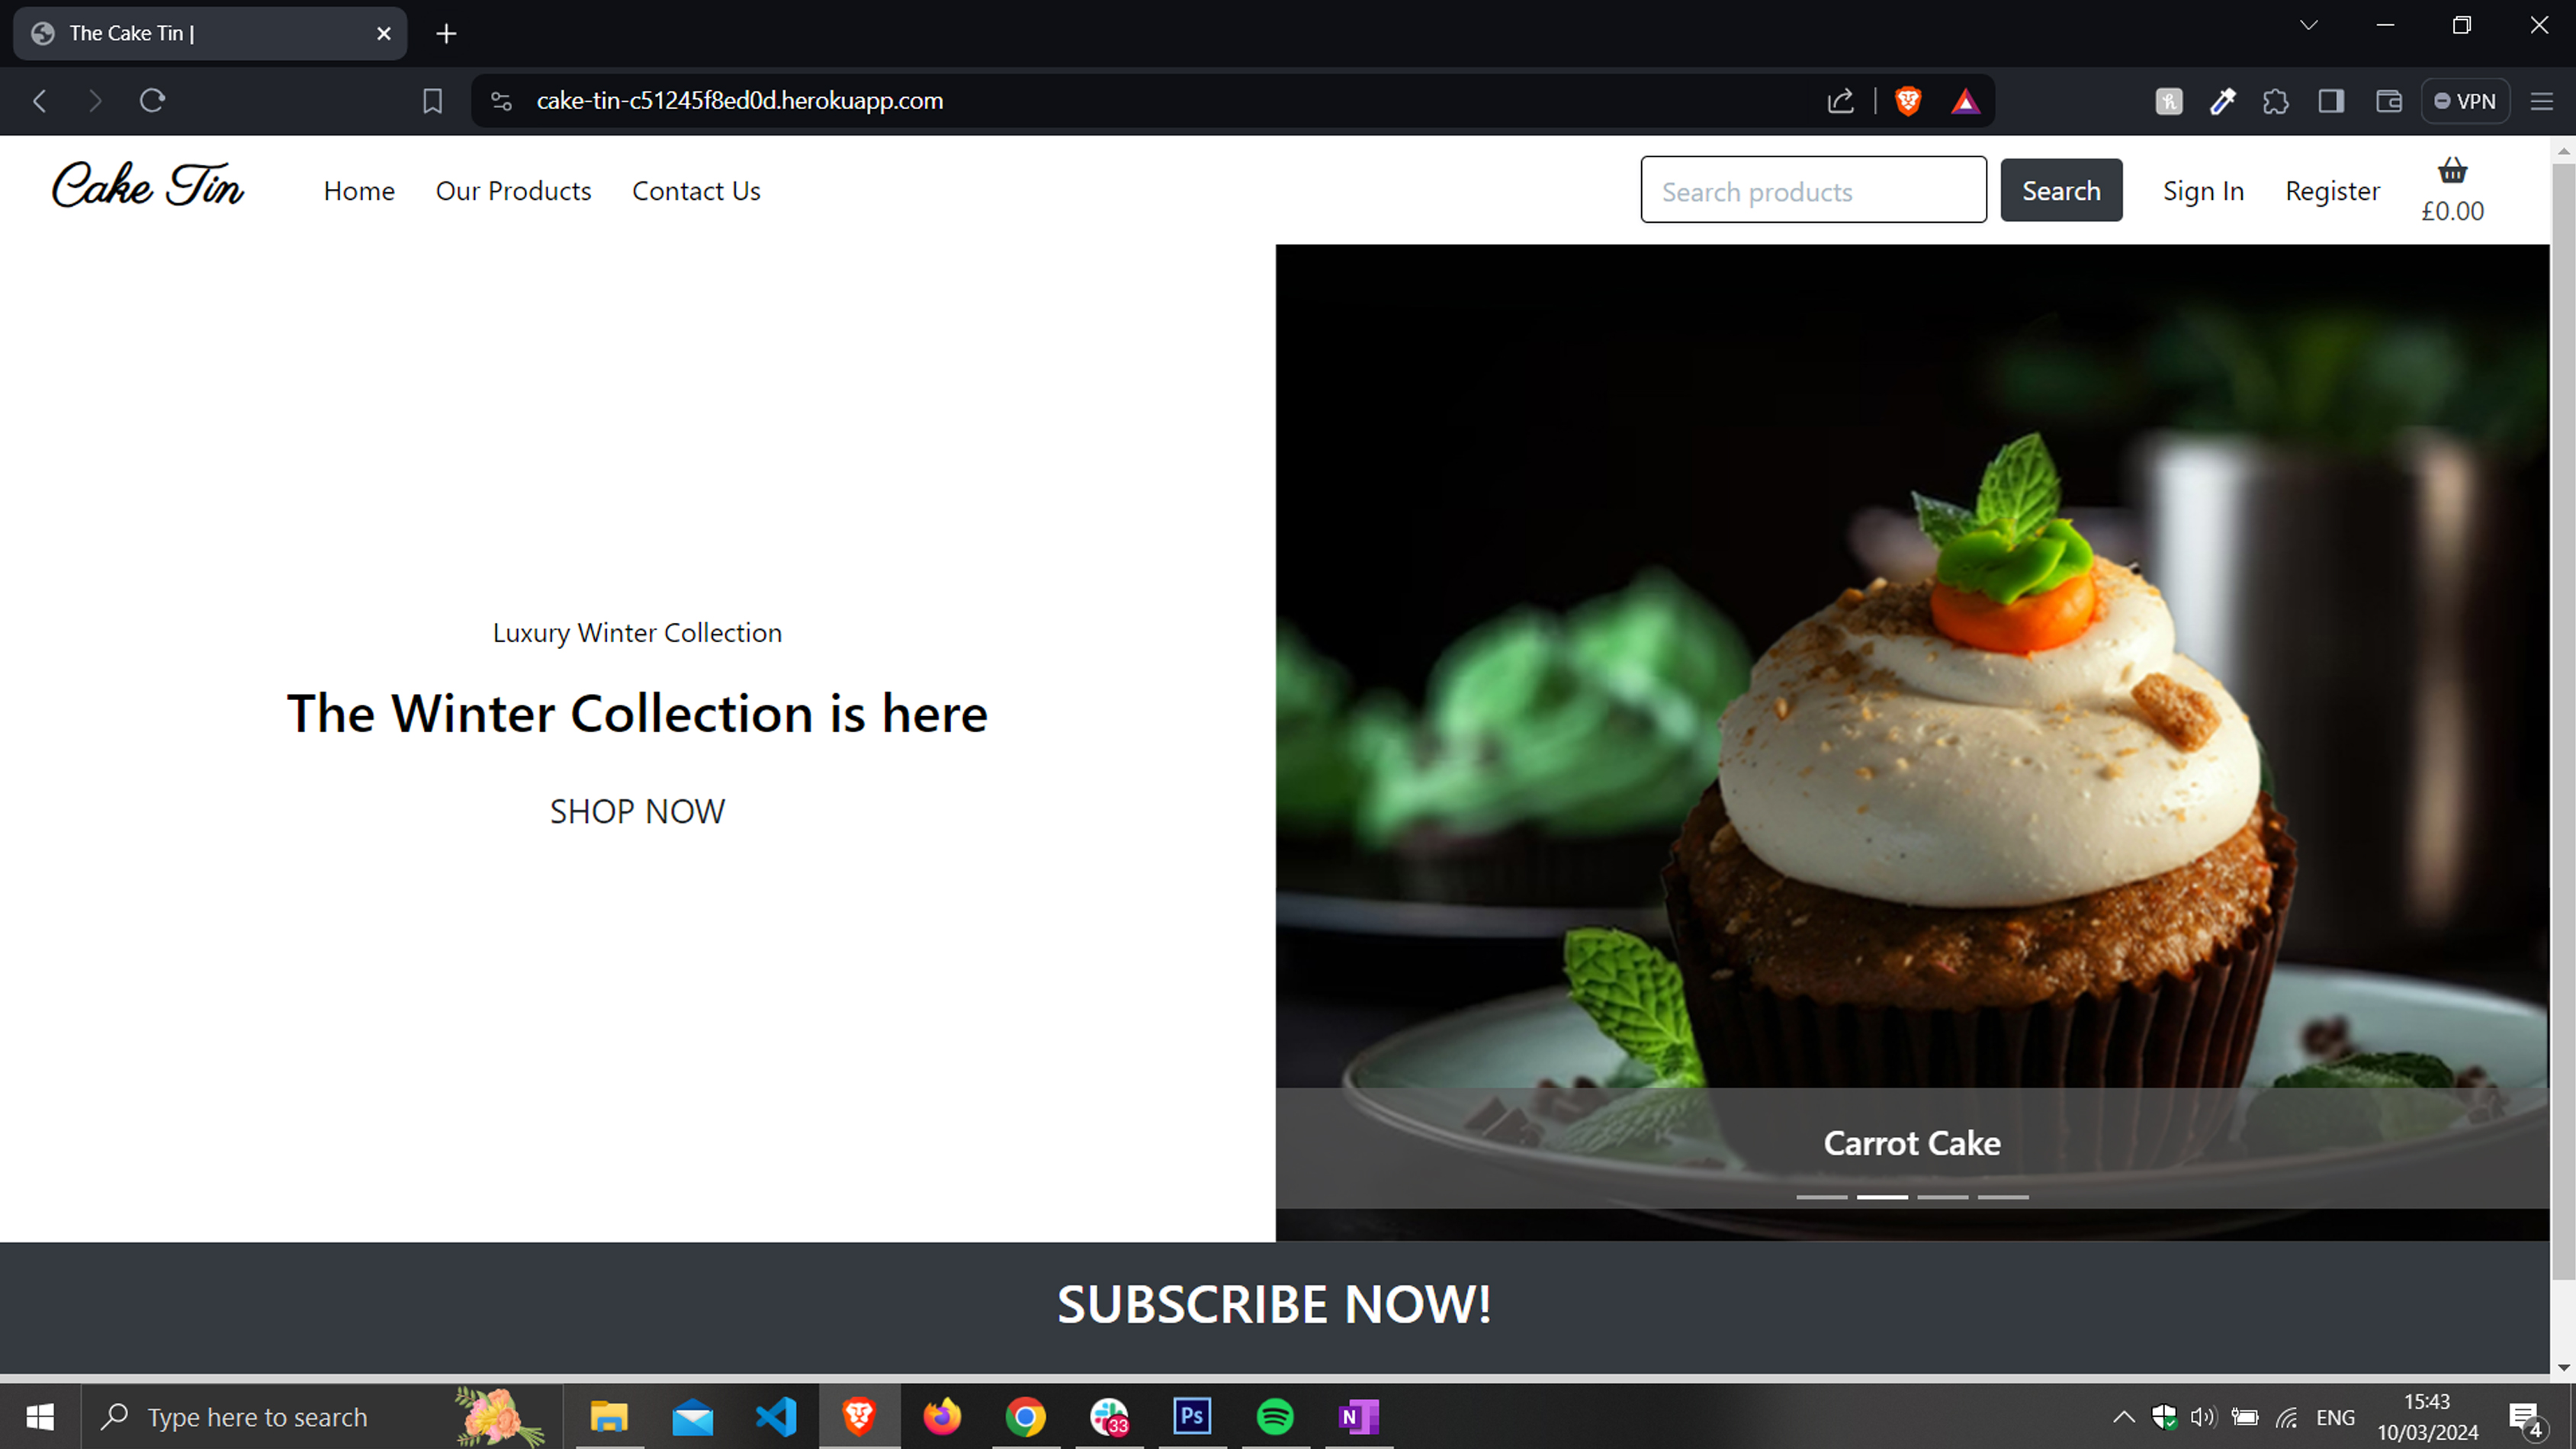 The Cake Tin |
cake-tin-c51245f8ed0d.herokuapp.com
VPN
Cake Tin
Home
Our Products
Contact Us
Search products
Search
Sign In
Register
£0.00
Luxury Winter Collection
The Winter Collection is here
SHOP NOW
Carrot Cake
SUBSCRIBE NOW!
Type here to search
33
Ps
N
ENG
15:43
10/03/2024
4